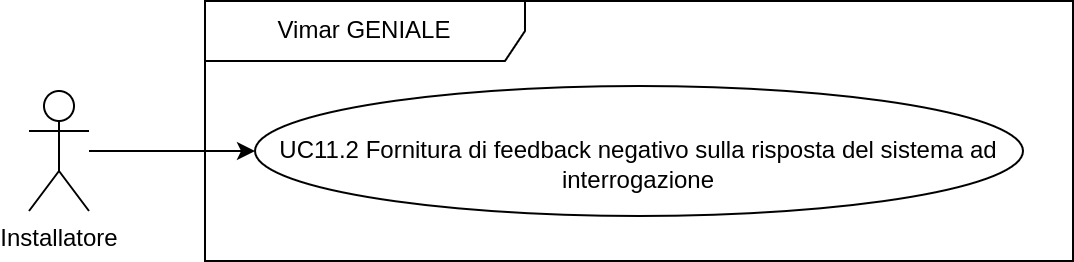 Vimar GENIALE
UC11.2 Fornitura di feedback negativo sulla risposta del sistema ad
interrogazione
Installatore